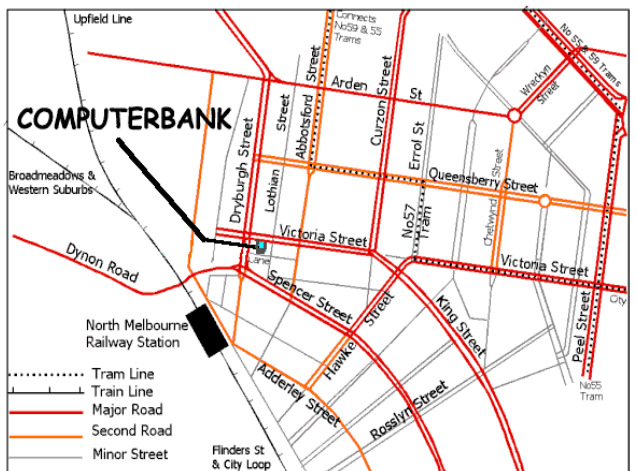 Upfield Line
Connects
No59 & 55
Trams
No 55 & 59 Trams
Wreckyn
Street
Arden St
Curzon Street
Abbotsford Street
Lothian Street
Dryburgh Street
Errol St
COMPUTERBANK
Broadmeadows &
Western Suburbs
Queensberry Street
Chetwynd Street
No57
Tram
Victoria Street
Victoria Street
Lane
Dynon Road
Spencer Street
King Street
Hawke Street
Peel Street
City
North Melbourne
Railway Station
Adderley Street
Rosslyn Street
No55
Tram
Tram Line
Train Line
Major Road
Second Road
Minor Street
Flinders St
& City Loop